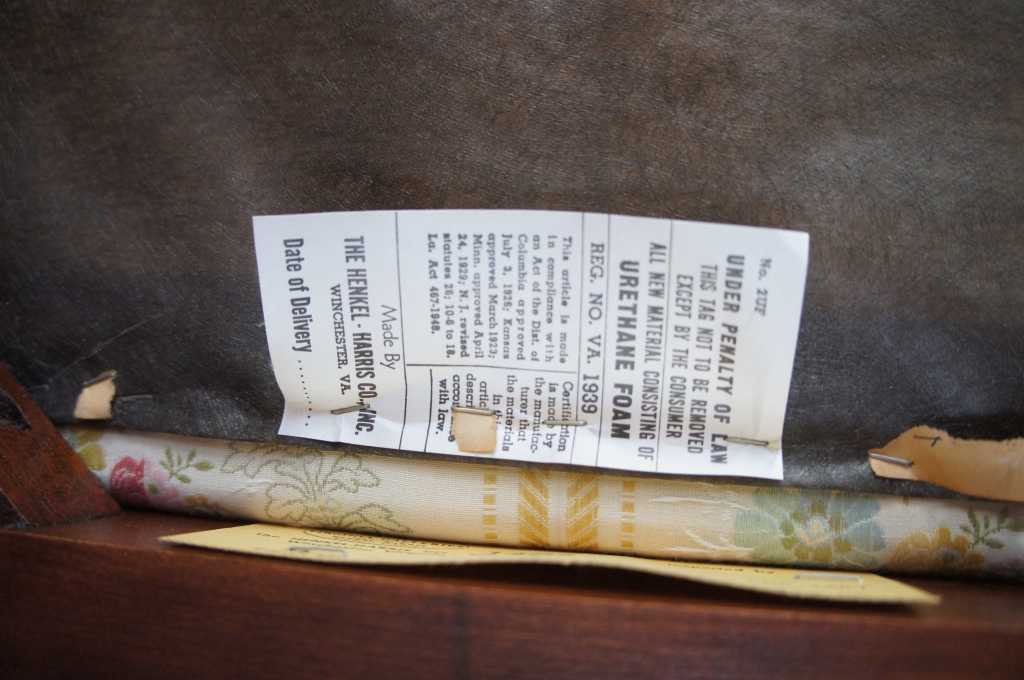 No. 2UF
UNDER PENALTY OF LAW
THIS TAG NOT TO BE REMOVED
EXCEPT BY THE CONSUMER
ALL NEW MATERIAL CONSISTING OF
URETHANE FOAM
REG. NO. VA. 1939
This article is made
in compliance with
an Act of the Dist. of
Columbia approved
July 3, 1926; Kansas
approved March 1923;
Minn. approved April
24, 1929; N. J. revised
statutes 26; 10-6 to 18.
La. Act 467-1948.
Certification
is made by
the manufac-
turer that
the materials
in this
with law.
Made By
THE HENKEL - HARRIS CO., INC.
WINCHESTER, VA.
Date of Delivery . . . . . . . . .